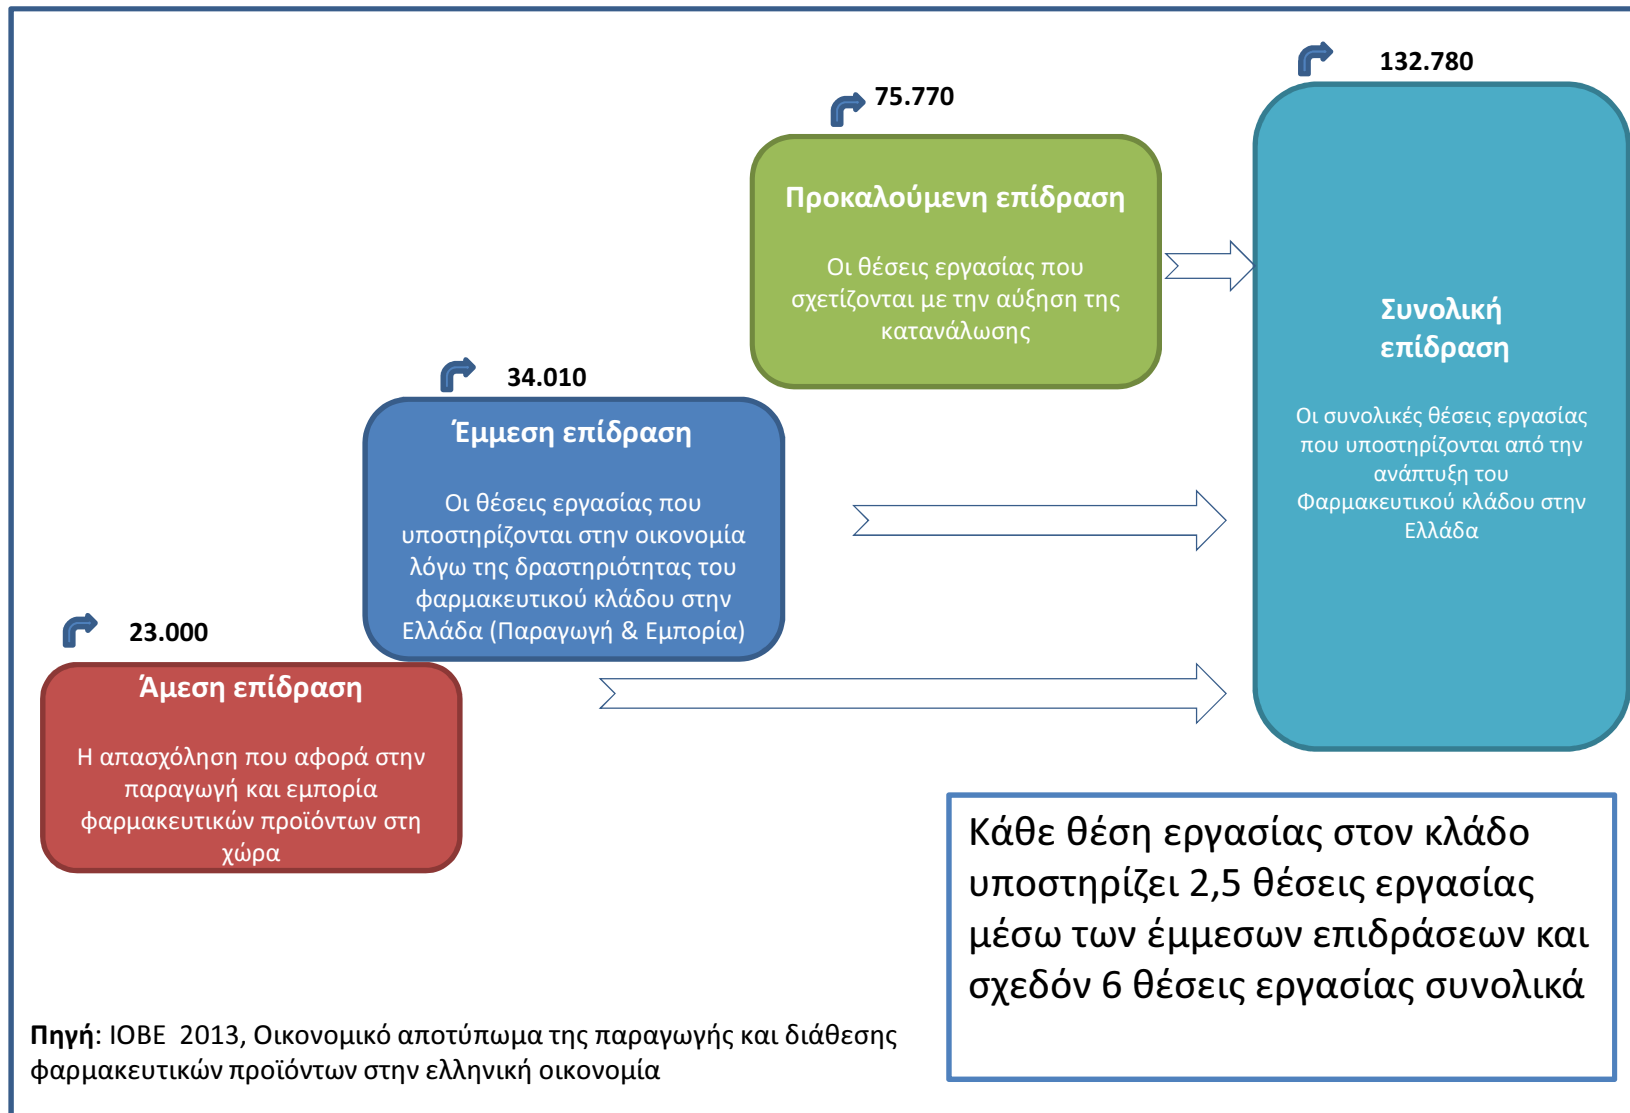 132.780
75.770
Προκαλούμενη επίδραση
Οι θέσεις εργασίας που
σχετίζονται με την αύξηση της
κατανάλωσης
Συνολική
επίδραση
Οι συνολικές θέσεις εργασίας
που υποστηρίζονται από την
ανάπτυξη του
Φαρμακευτικού κλάδου στην
Ελλάδα
34.010
Έμμεση επίδραση
Οι θέσεις εργασίας που
υποστηρίζονται στην οικονομία
λόγω της δραστηριότητας του
φαρμακευτικού κλάδου στην
Ελλάδα (Παραγωγή & Εμπορία)
23.000
Άμεση επίδραση
Η απασχόληση που αφορά στην
παραγωγή και εμπορία
φαρμακευτικών προϊόντων στη
χώρα
Κάθε θέση εργασίας στον κλάδο
υποστηρίζει 2,5 θέσεις εργασίας
μέσω των έμμεσων επιδράσεων και
σχεδόν 6 θέσεις εργασίας συνολικά
Πηγή: ΙΟΒΕ 2013, Οικονομικό αποτύπωμα της παραγωγής και διάθεσης
φαρμακευτικών προϊόντων στην ελληνική οικονομία